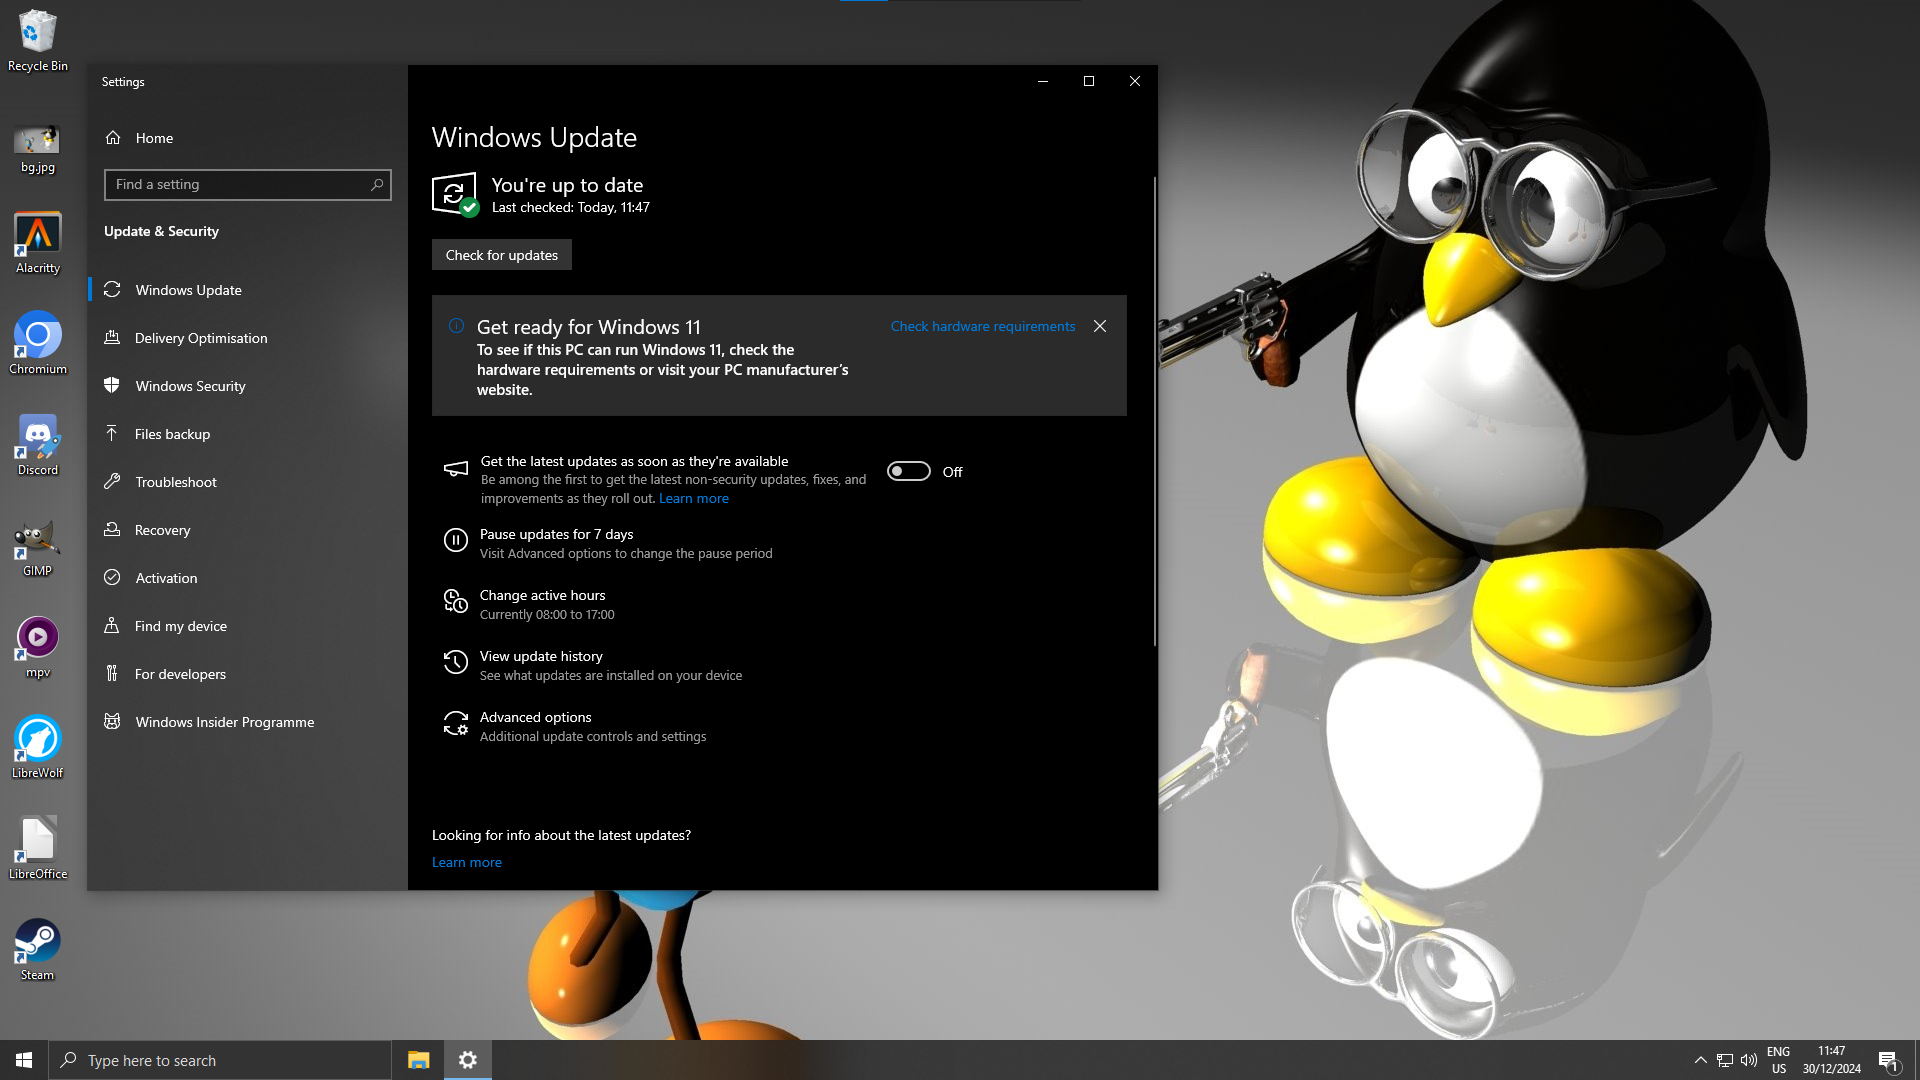 Recycle Bin
bg.jpg
Alacritty
Chromium
Discord
GIMP
mpv
LibreWolf
LibreOffice
Steam
Settings
Home
Find a setting
Update & Security
Windows Update
Delivery Optimisation
Windows Security
Files backup
Troubleshoot
Recovery
Activation
Find my device
For developers
Windows Insider Programme
Windows Update
You're up to date
Last checked: Today, 11:47
Check for updates
Get ready for Windows 11
Check hardware requirements
To see if this PC can run Windows 11, check the
hardware requirements or visit your PC manufacturer's
website.
Get the latest updates as soon as they're available
Be among the first to get the latest non-security updates, fixes, and
improvements as they roll out. Learn more
Off
Pause updates for 7 days
Visit Advanced options to change the pause period
Change active hours
Currently 08:00 to 17:00
View update history
See what updates are installed on your device
Advanced options
Additional update controls and settings
Looking for info about the latest updates?
Learn more
Type here to search
ENG
US
11:47
30/12/2024
1